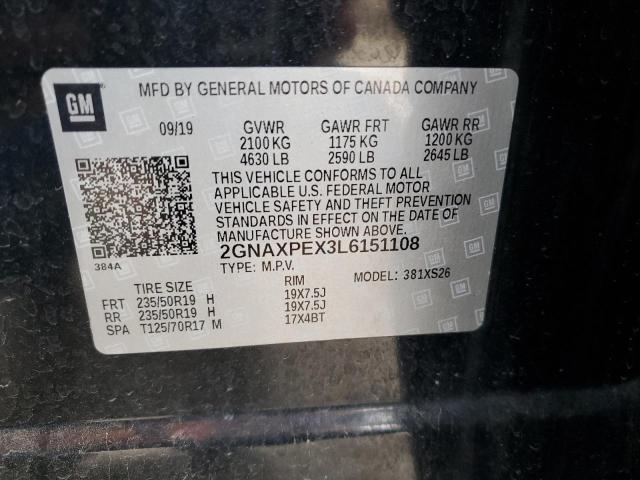 GM
MFD BY GENERAL MOTORS OF CANADA COMPANY
09/19 GVWR GAWR FRT GAWR RR
2100 KG 1175 KG 1200 KG
4630 LB 2590 LB 2645 LB
THIS VEHICLE CONFORMS TO ALL
APPLICABLE U.S. FEDERAL MOTOR
VEHICLE SAFETY AND THEFT PREVENTION
STANDARDS IN EFFECT ON THE DATE OF
MANUFACTURE SHOWN ABOVE.
2GNAXPEX3L6151108
384A
TYPE: M.P.V. MODEL: 381XS26
TIRE SIZE RIM
FRT 235/50R19 H 19X7.5J
RR 235/50R19 H 19X7.5J
SPA T125/70R17 M 17X4BT